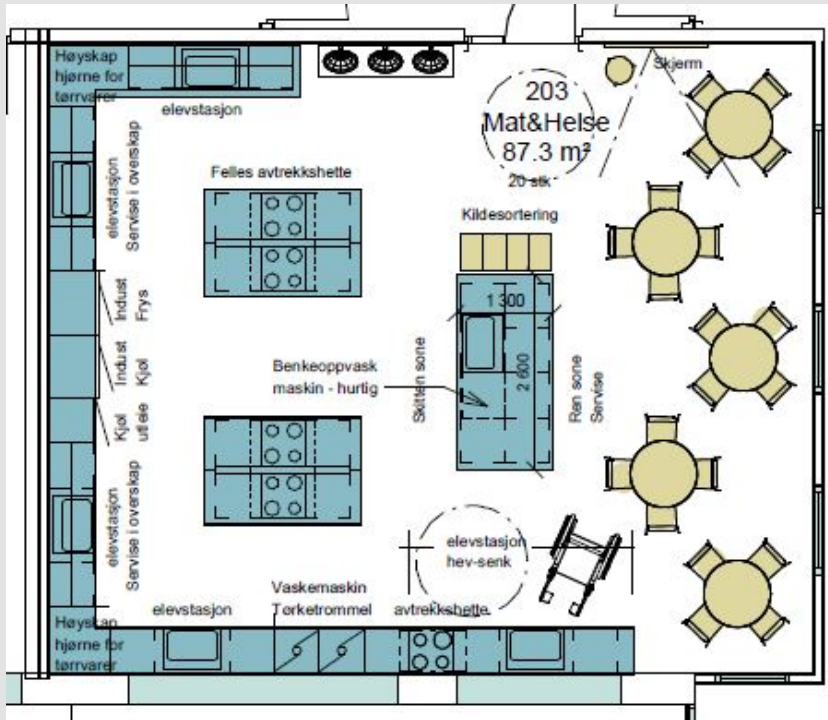 Høyskap
hjørne for
tørrvarer
elevstasjon
Skjerm
203
Mat&Helse
87.3 m²
20 stk
elevstasjon
Servise i overskap
Felles avtrekkshette
Kildesortering
Indust
Frys
1 300
Indust
Kjøl
Benkeoppvask
maskin - hurtig
Skitten sone
2 600
Ren sone
Servise
Kjøl
utleie
elevstasjon
Servise i overskap
elevstasjon
hev-senk
Vaskemaskin
Tørketrommel
elevstasjon
avtrekkshette
Høyskap
hjørne for
tørrvarer